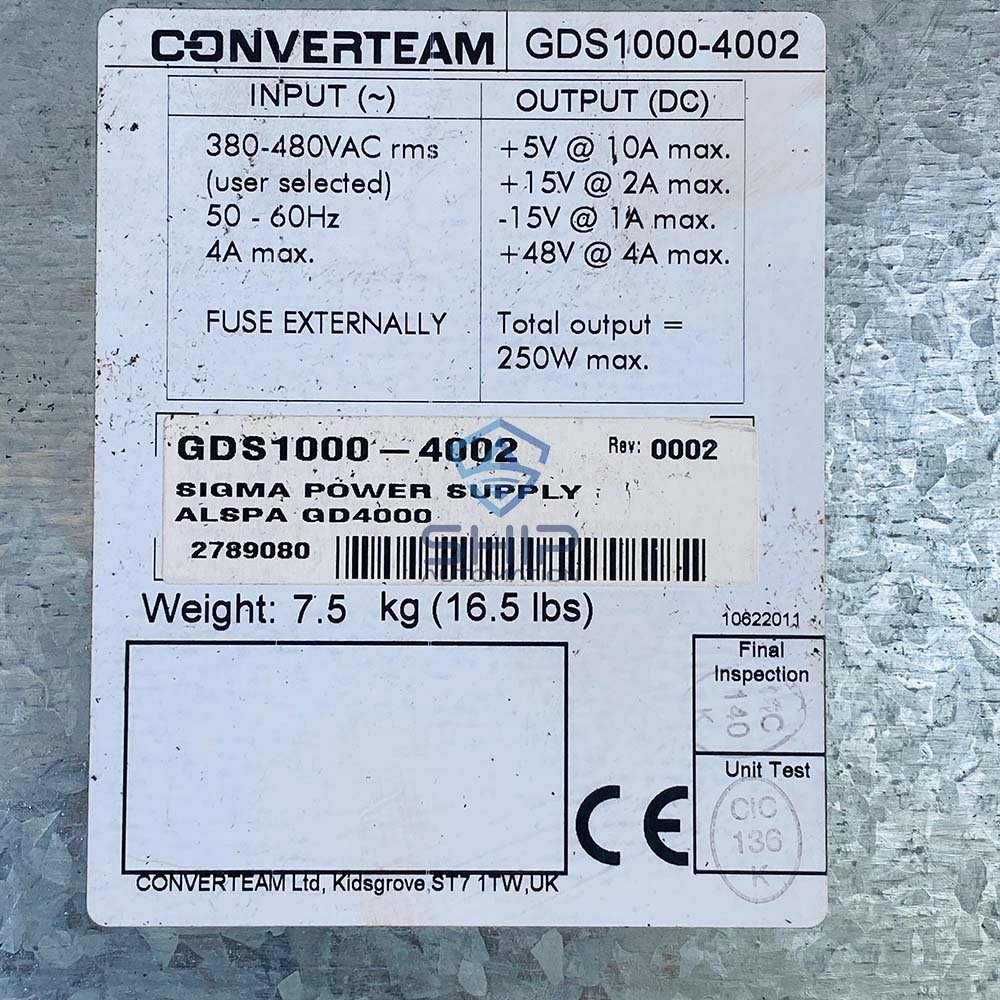 CONVERTEAM GDS1000-4002
INPUT (~) OUTPUT (DC)
380-480VAC rms +5V @ 10A max.
(user selected) +15V @ 2A max.
50 - 60Hz -15V @ 1A max.
4A max. +48V @ 4A max.
FUSE EXTERNALLY Total output =
250W max.
GDS1000-4002 Rev: 0002
SIGMA POWER SUPPLY
ALSPA GD4000
2789080
SHIP
AUTOMATION
Weight: 7.5 kg (16.5 lbs)
10622011
Final
Inspection
140
K
Unit Test
CIC
136
K
CE
CONVERTEAM Ltd, Kidsgrove,ST7 1TW,UK